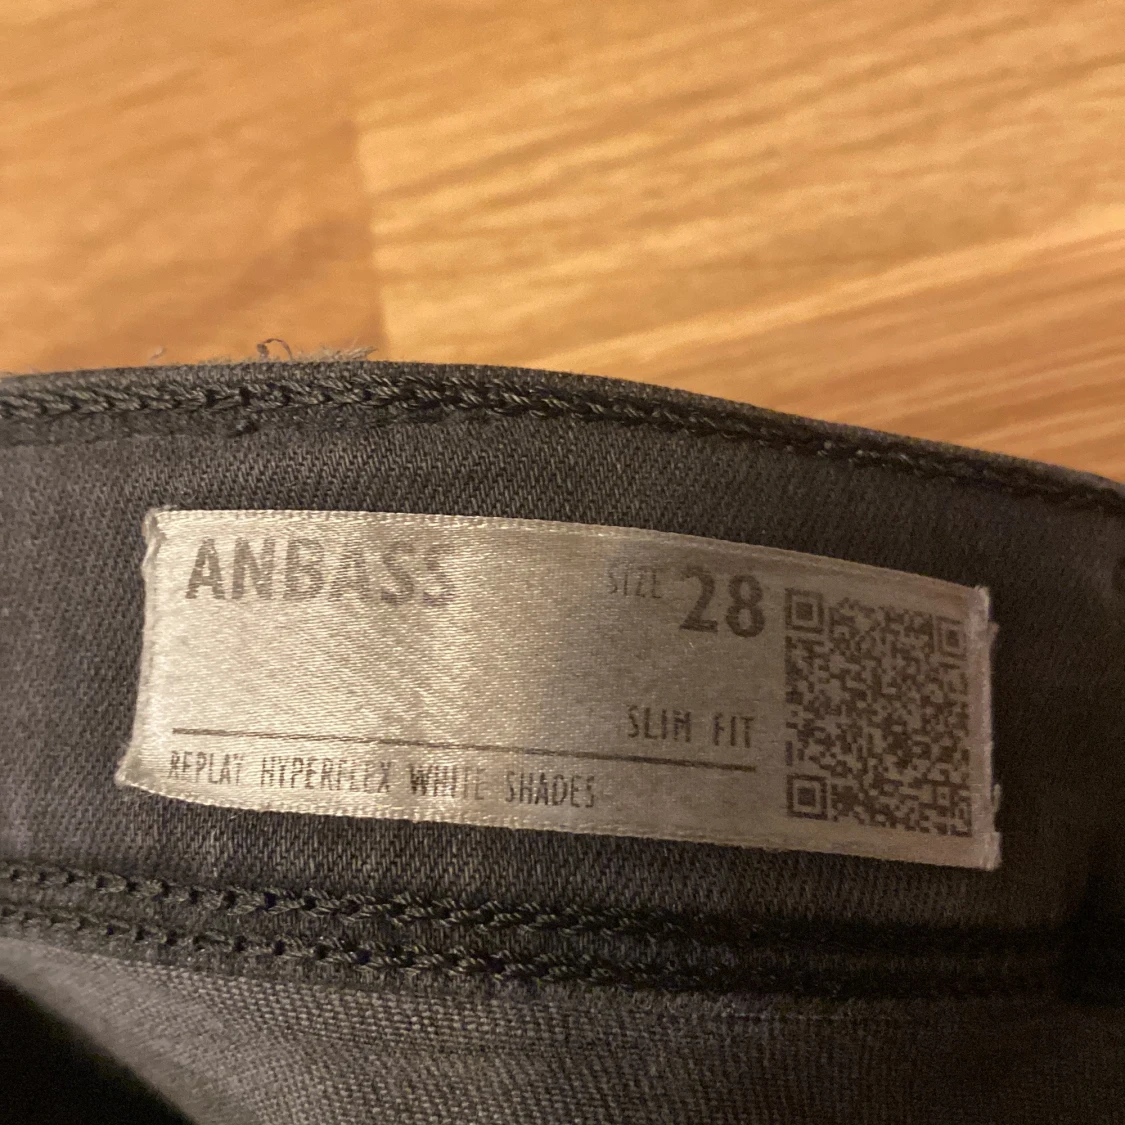 ANBASS
SIZE 28
SLIM FIT
REPLAY HYPERFLEX WHITE SHADES